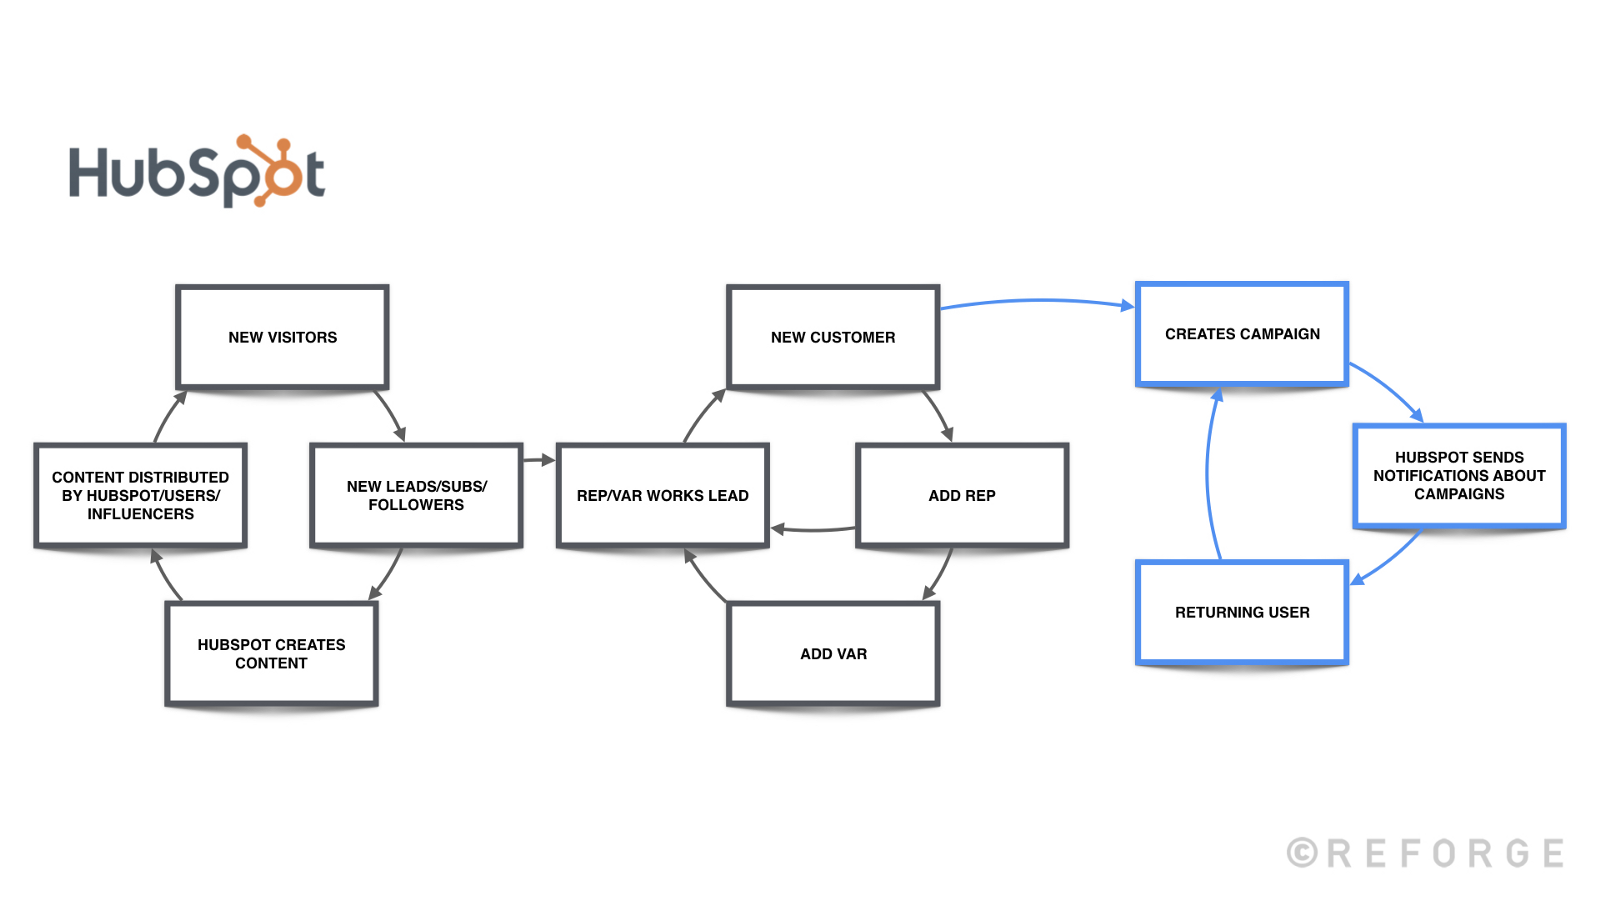 HubSpot
NEW VISITORS
NEW CUSTOMER
CREATES CAMPAIGN
CONTENT DISTRIBUTED
BY HUBSPOT/USERS/
INFLUENCERS
NEW LEADS/SUBS/
FOLLOWERS
REP/VAR WORKS LEAD
ADD REP
HUBSPOT SENDS
NOTIFICATIONS ABOUT
CAMPAIGNS
HUBSPOT CREATES
CONTENT
ADD VAR
RETURNING USER
©REFORGE